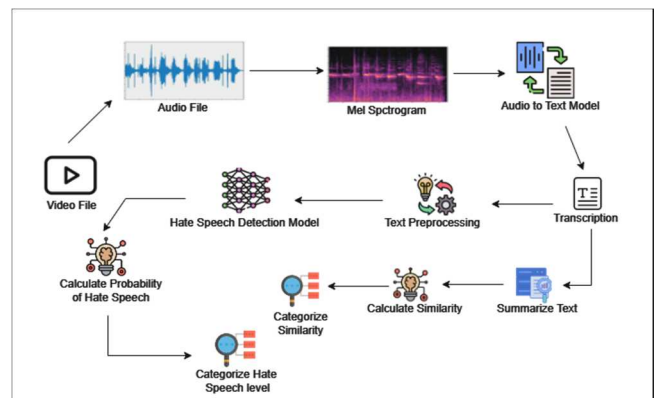 Audio File
Mel Spctrogram
Audio to Text Model
Video File
Hate Speech Detection Model
Text Preprocessing
Transcription
Calculate Probability
of Hate Speech
Categorize
Similarity
Calculate Similarity
Summarize Text
Categorize Hate
Speech level